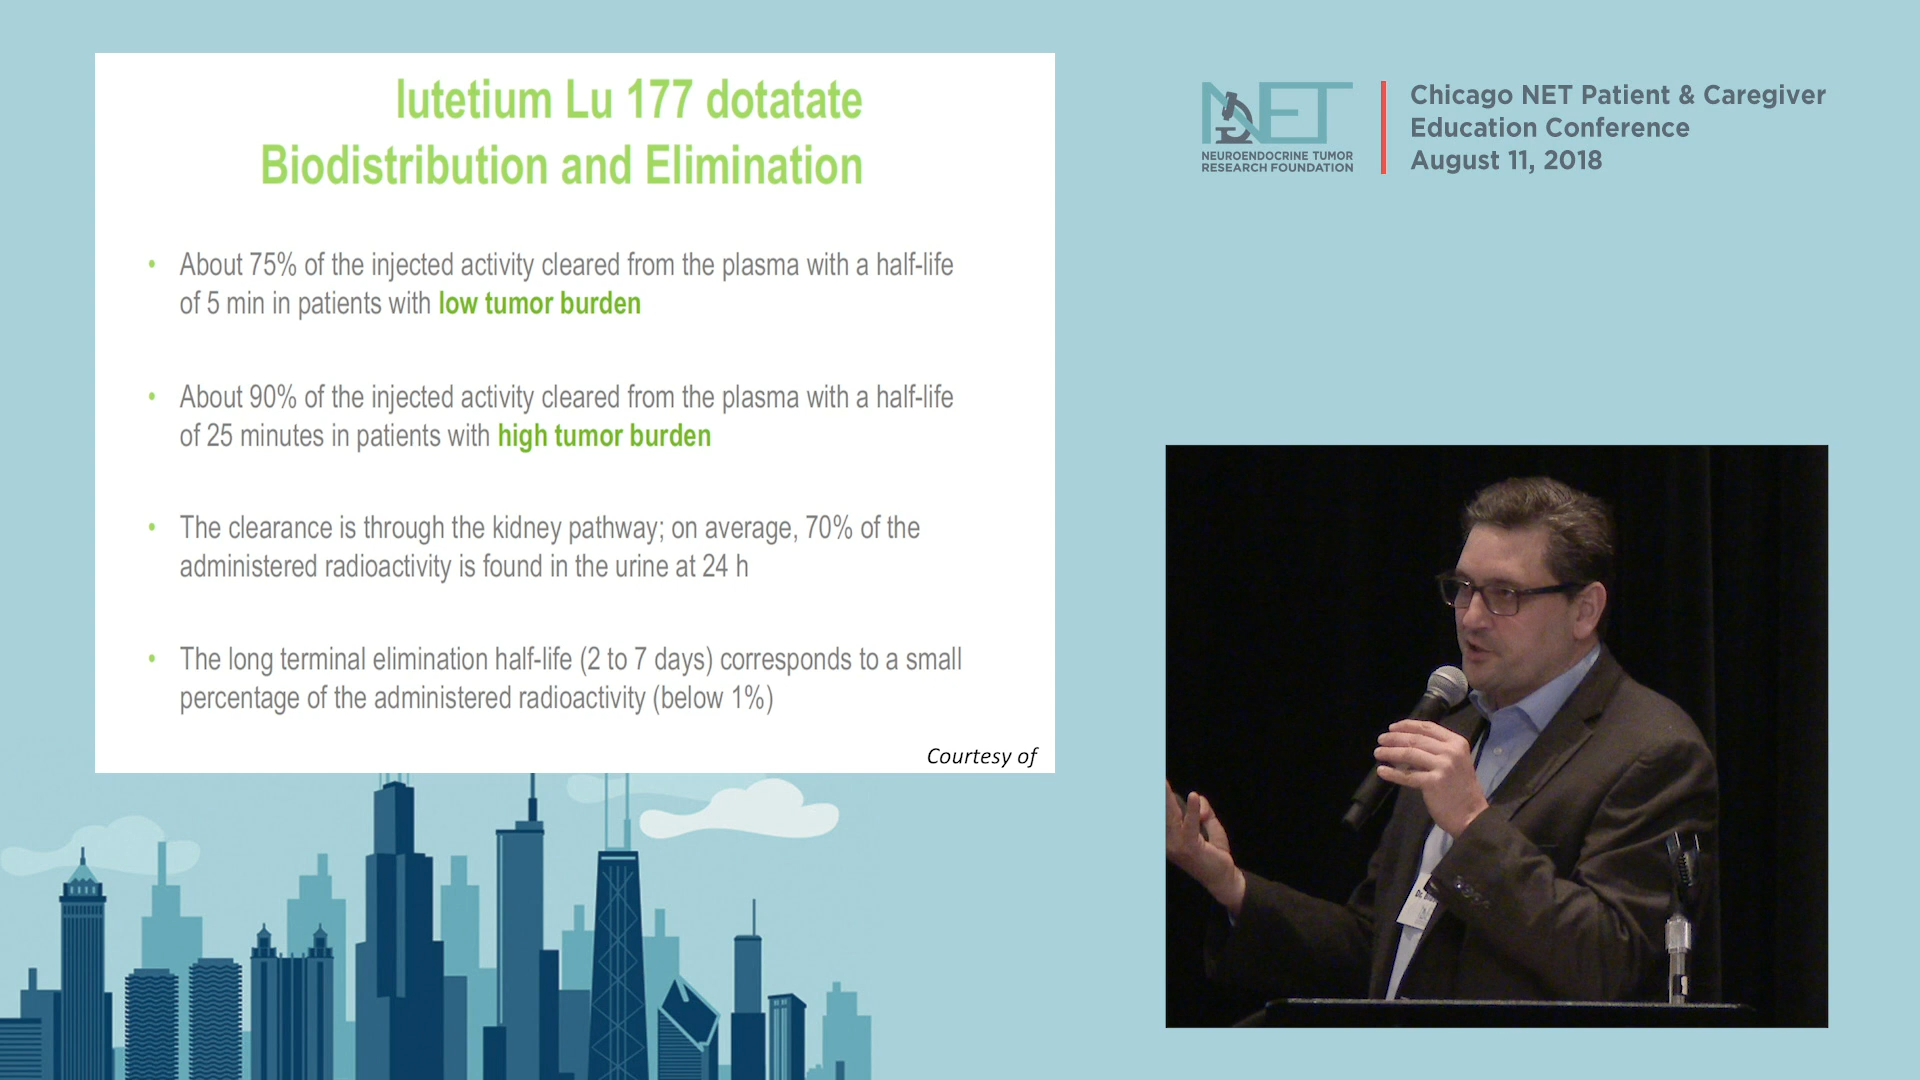 lutetium Lu 177 dotatate
Biodistribution and Elimination
• About 75% of the injected activity cleared from the plasma with a half-life
of 5 min in patients with low tumor burden
• About 90% of the injected activity cleared from the plasma with a half-life
of 25 minutes in patients with high tumor burden
• The clearance is through the kidney pathway; on average, 70% of the
administered radioactivity is found in the urine at 24 h
• The long terminal elimination half-life (2 to 7 days) corresponds to a small
percentage of the administered radioactivity (below 1%)
Courtesy of
NET
NEUROENDOCRINE TUMOR
RESEARCH FOUNDATION
Chicago NET Patient & Caregiver
Education Conference
August 11, 2018
Dr.